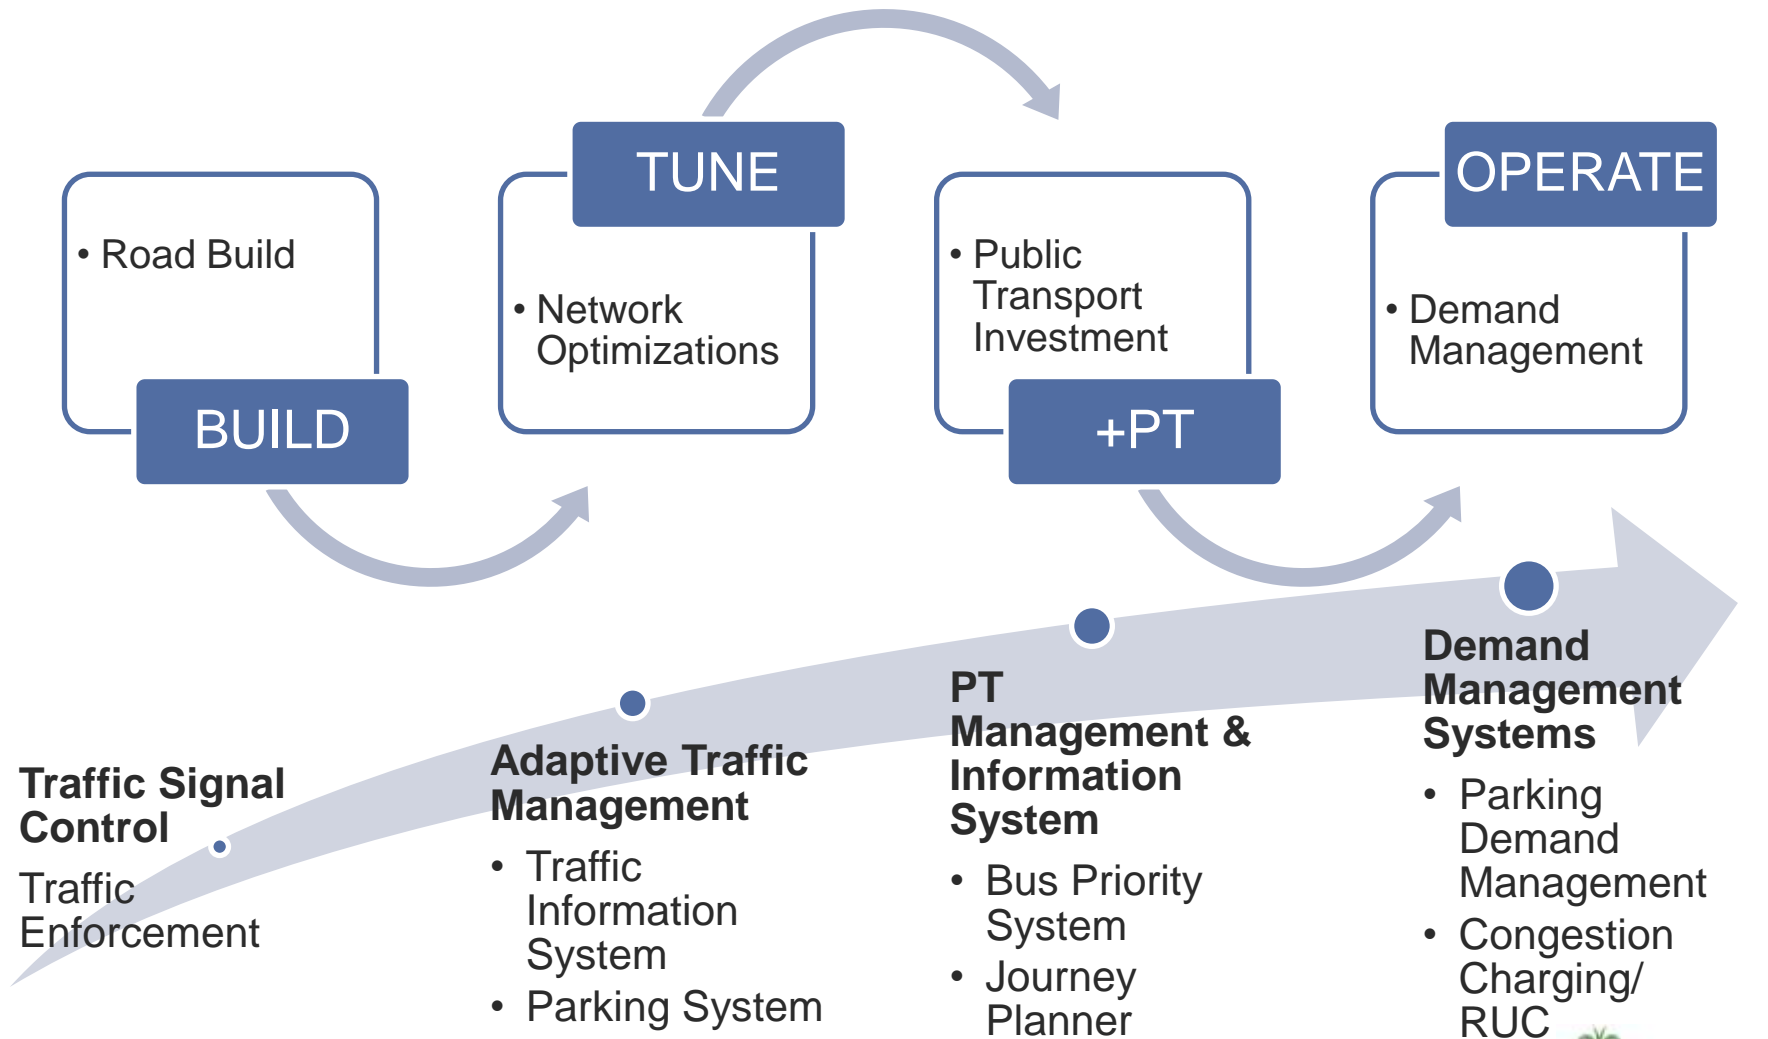 • Road Build
BUILD
TUNE
• Network
Optimizations
• Public
Transport
Investment
+PT
OPERATE
• Demand
Management
Traffic Signal
Control
Traffic
Enforcement
Adaptive Traffic
Management
• Traffic
Information
System
• Parking System
PT
Management &
Information
System
• Bus Priority
System
• Journey
Planner
Demand
Management
Systems
• Parking
Demand
Management
• Congestion
Charging/
RUC